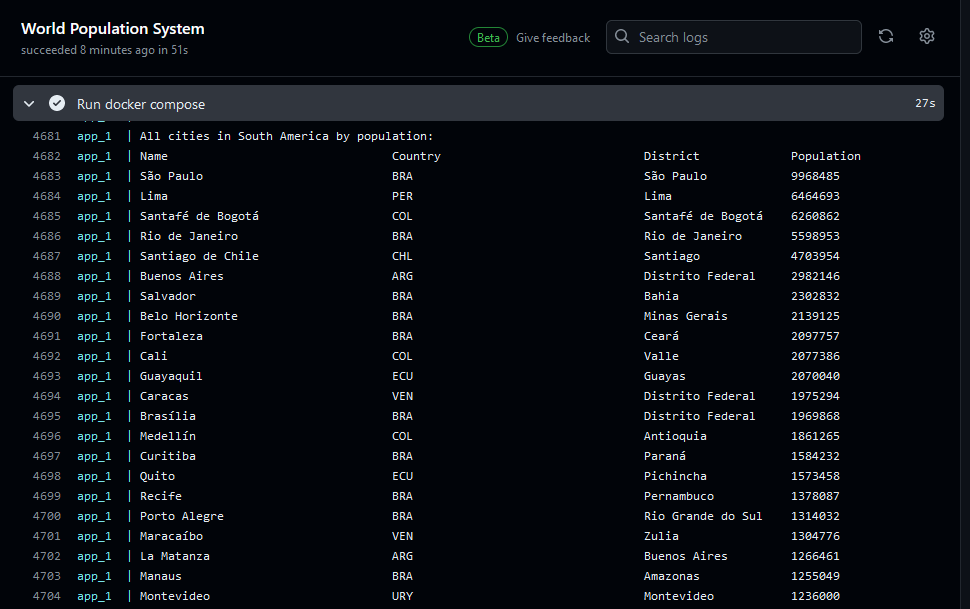 World Population System
succeeded 8 minutes ago in 51s
Beta Give feedback Search logs
Run docker compose 27s
4681 app_1 | All cities in South America by population:
4682 app_1 | Name Country District Population
4683 app_1 | São Paulo BRA São Paulo 9968485
4684 app_1 | Lima PER Lima 6464693
4685 app_1 | Santafé de Bogotá COL Santafé de Bogotá 6260862
4686 app_1 | Rio de Janeiro BRA Rio de Janeiro 5598953
4687 app_1 | Santiago de Chile CHL Santiago 4703954
4688 app_1 | Buenos Aires ARG Distrito Federal 2982146
4689 app_1 | Salvador BRA Bahia 2302832
4690 app_1 | Belo Horizonte BRA Minas Gerais 2139125
4691 app_1 | Fortaleza BRA Ceará 2097757
4692 app_1 | Cali COL Valle 2077386
4693 app_1 | Guayaquil ECU Guayas 2070040
4694 app_1 | Caracas VEN Distrito Federal 1975294
4695 app_1 | Brasília BRA Distrito Federal 1969868
4696 app_1 | Medellín COL Antioquia 1861265
4697 app_1 | Curitiba BRA Paraná 1584232
4698 app_1 | Quito ECU Pichincha 1573458
4699 app_1 | Recife BRA Pernambuco 1378087
4700 app_1 | Porto Alegre BRA Rio Grande do Sul 1314032
4701 app_1 | Maracaíbo VEN Zulia 1304776
4702 app_1 | La Matanza ARG Buenos Aires 1266461
4703 app_1 | Manaus BRA Amazonas 1255049
4704 app_1 | Montevideo URY Montevideo 1236000